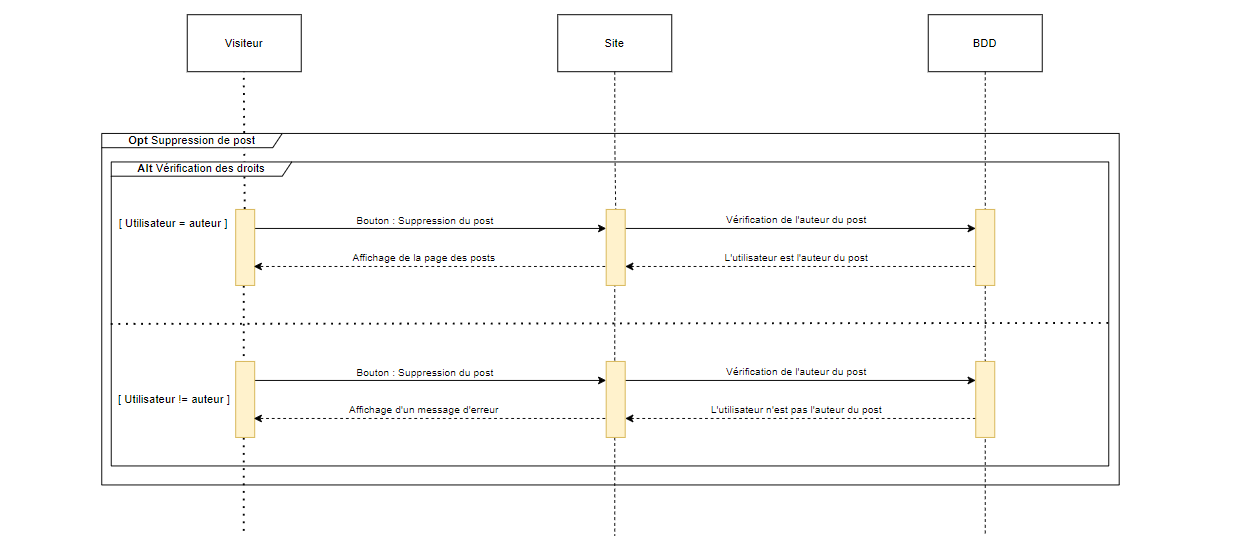 Visiteur
Site
BDD
Opt Suppression de post
Alt Vérification des droits
[ Utilisateur = auteur ]
Bouton : Suppression du post
Vérification de l'auteur du post
Affichage de la page des posts
L'utilisateur est l'auteur du post
Bouton : Suppression du post
Vérification de l'auteur du post
[ Utilisateur != auteur ]
Affichage d'un message d'erreur
L'utilisateur n'est pas l'auteur du post